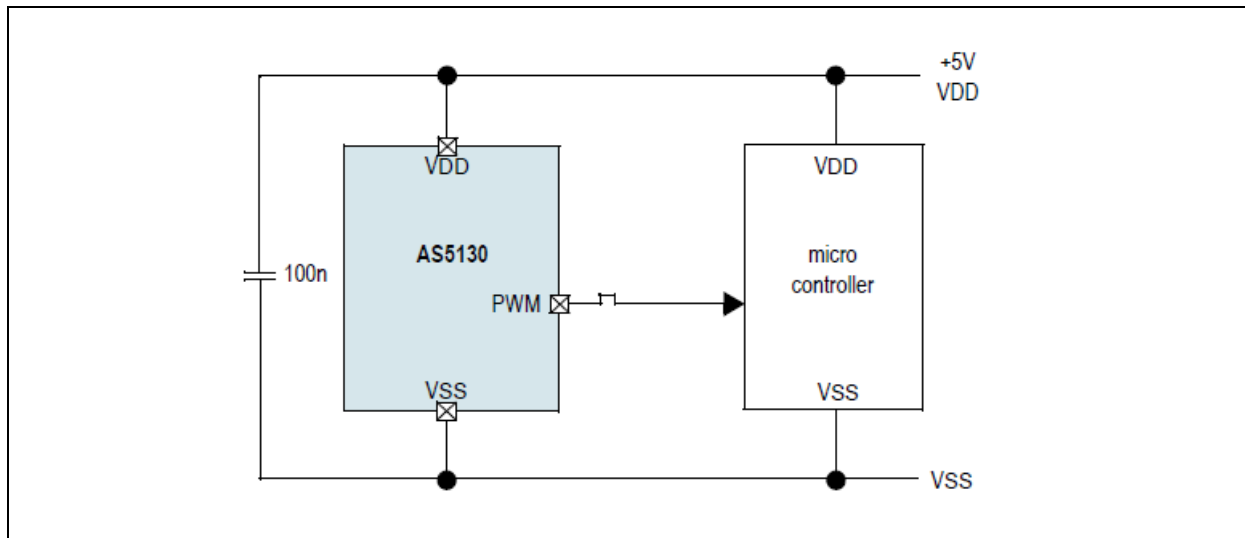 +5V
VDD
VDD
VDD
AS5130
micro
controller
100n
PWM
VSS
VSS
VSS